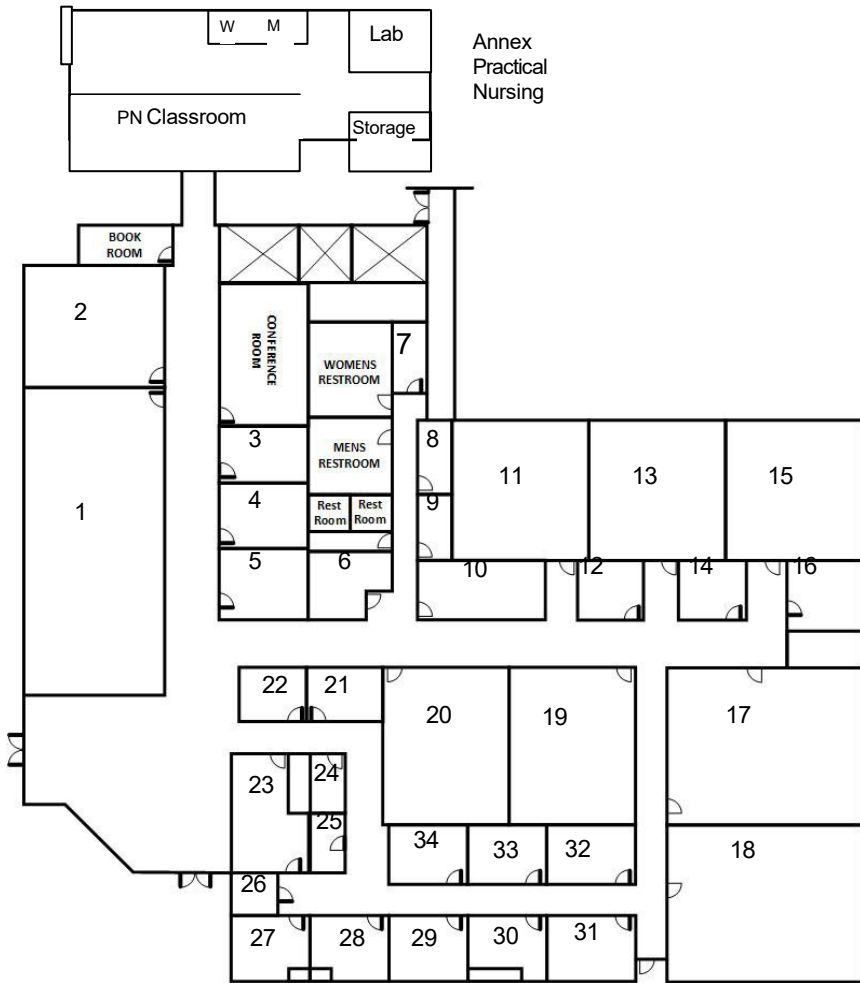 W M
Lab
Annex
Practical
Nursing
PN Classroom
Storage
BOOK
ROOM
2
CONFERENCE
ROOM
7
WOMENS
RESTROOM
3
MENS
RESTROOM
8
11
13
15
1
4
Rest
Room
Rest
Room
9
5
6
10
12
14
16
22
21
20
19
17
23
24
25
34
33
32
18
26
27
28
29
30
31